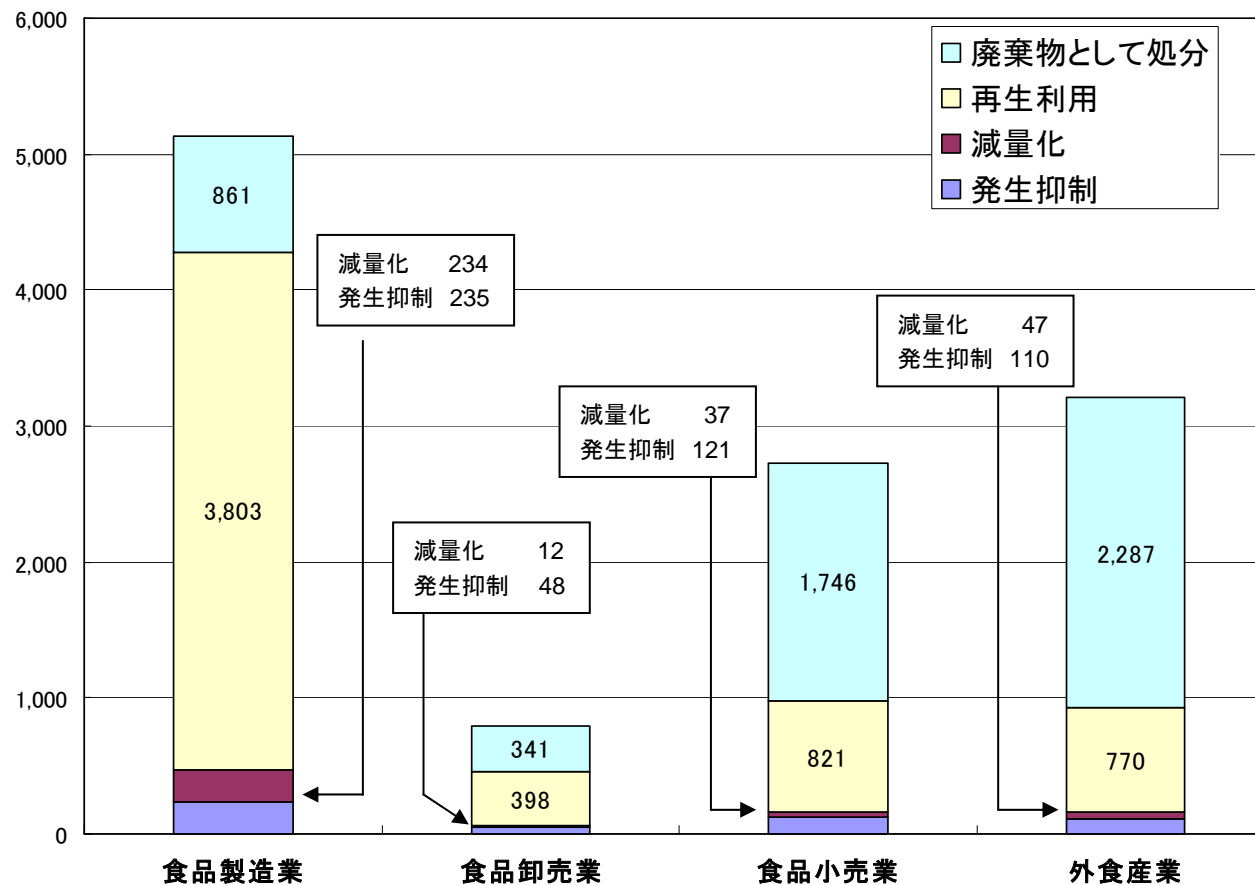 6,000
5,000
4,000
3,000
2,000
1,000
0
廃棄物として処分
再生利用
減量化
発生抑制
861
3,803
減量化 234
発生抑制 235
減量化 12
発生抑制 48
341
398
減量化 37
発生抑制 121
1,746
821
減量化 47
発生抑制 110
2,287
770
食品製造業 食品卸売業 食品小売業 外食産業